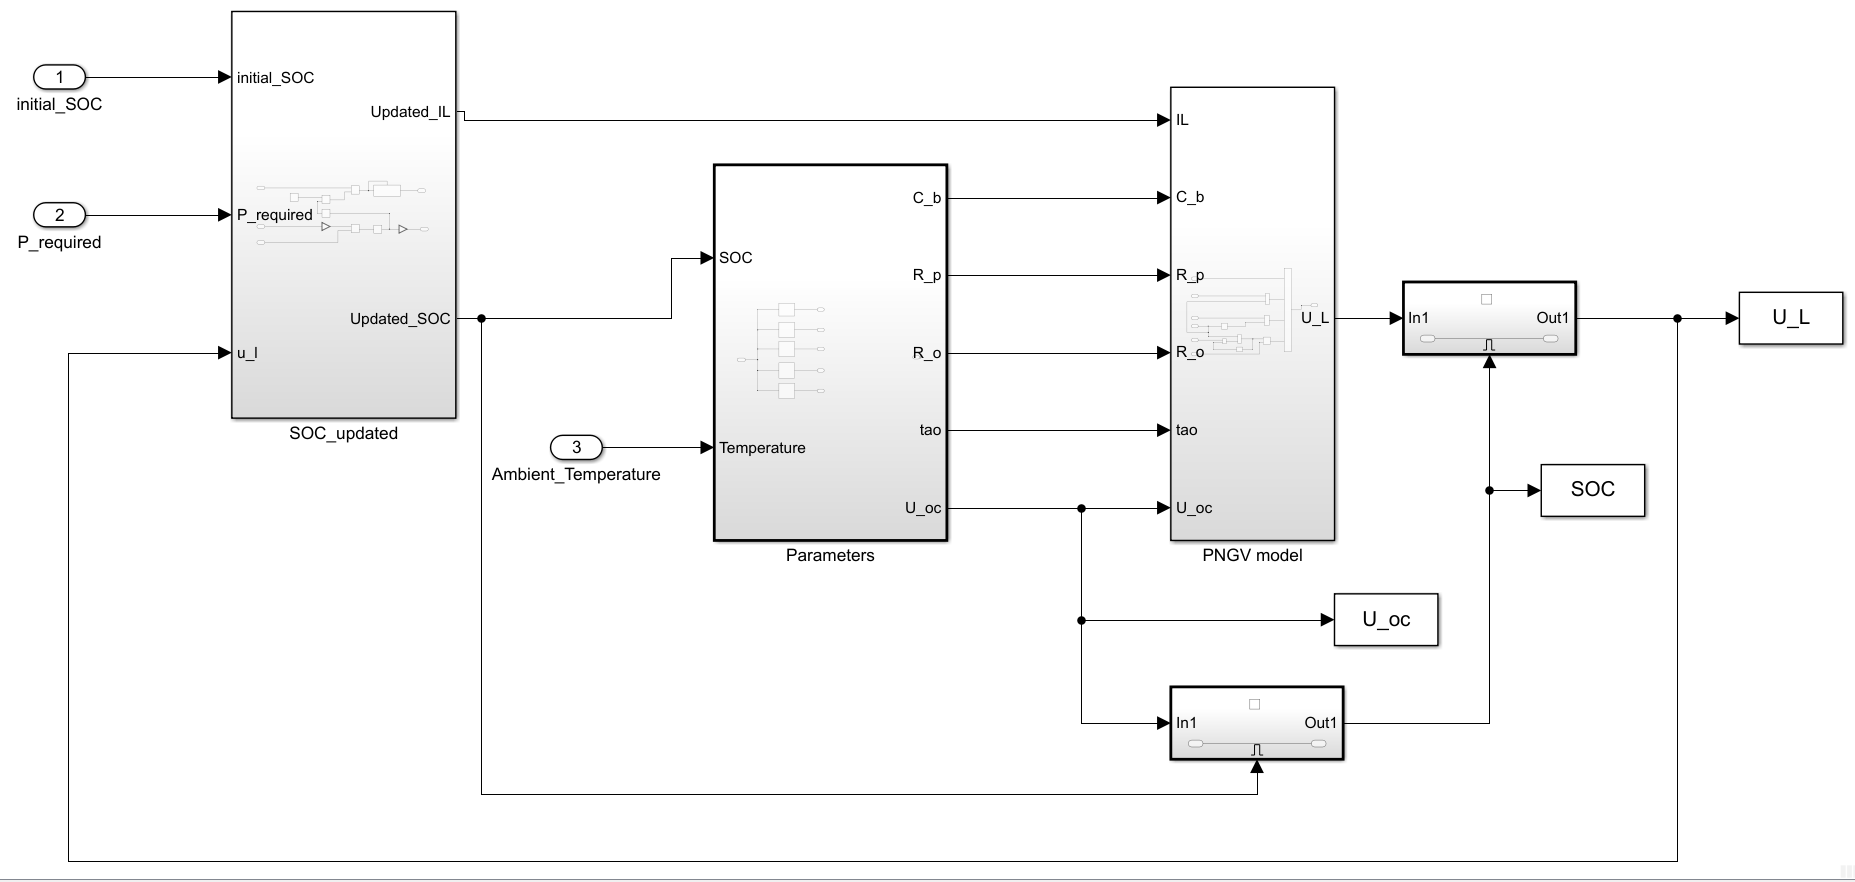 1
initial_SOC
2
P_required
initial_SOC
P_required
u_l
Updated_IL
Updated_SOC
SOC_updated
3
Ambient_Temperature
SOC
Temperature
C_b
R_p
R_o
tao
U_oc
Parameters
IL
C_b
R_p
R_o
tao
U_oc
U_L
PNGV model
In1
Out1
U_L
SOC
U_oc
In1
Out1